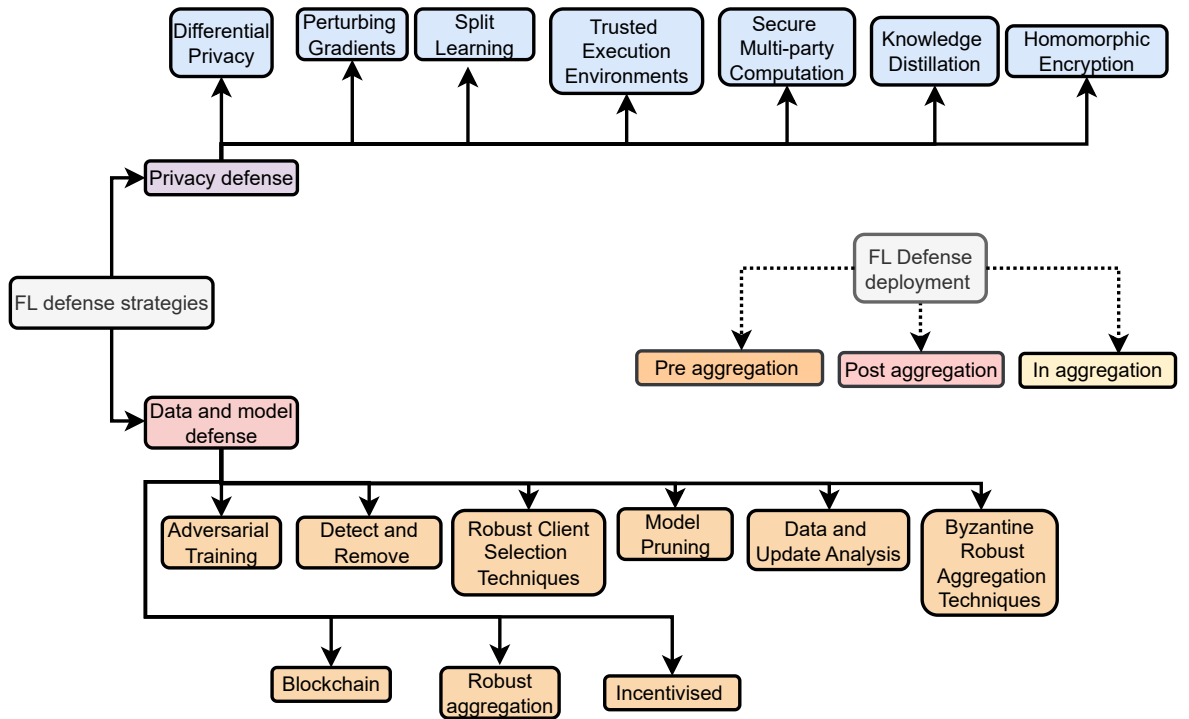 Differential
Privacy
Perturbing
Gradients
Split
Learning
Trusted
Execution
Environments
Secure
Multi-party
Computation
Knowledge
Distillation
Homomorphic
Encryption
Privacy defense
FL defense strategies
FL Defense
deployment
Pre aggregation
Post aggregation
In aggregation
Data and model
defense
Adversarial
Training
Detect and
Remove
Robust Client
Selection
Techniques
Model
Pruning
Data and
Update Analysis
Byzantine
Robust
Aggregation
Techniques
Blockchain
Robust
aggregation
Incentivised